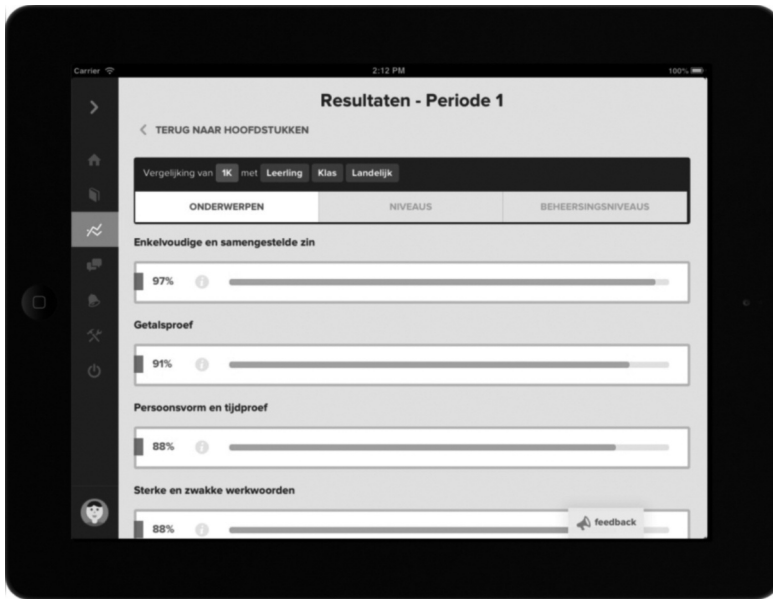 Carrier 2:12 PM 100%
Resultaten - Periode 1
TERUG NAAR HOOFDSTUKKEN
Vergelijking van 1K met Leerling Klas Landelijk
ONDERWERPEN NIVEAUS BEHEERSINGSNIVEAUS
Enkelvoudige en samengestelde zin
97%
Getalsproef
91%
Persoonsvorm en tijdproef
88%
Sterke en zwakke werkwoorden
88%
feedback